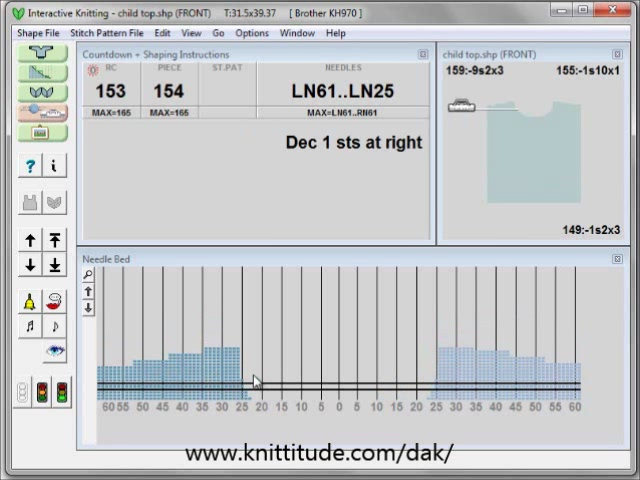 Interactive Knitting - child top.shp (FRONT)    TT:31.5x39.37    [ Brother KH970 ]
Shape File  Stitch Pattern File  Edit  View  Go  Options  Window  Help
Countdown + Shaping Instructions
RC  PIECE  ST.PAT  NEEDLES
153  154  LN61..LN25
MAX=165  MAX=165  MAX=LN61..RN61
Dec 1 sts at right
child top.shp (FRONT)
159:-9s2x3  155:-1s10x1
149:-1s2x3
Needle Bed
60 55 50 45 40 35 30 25 20 15 10 5 0 5 10 15 20 25 30 35 40 45 50 55 60
www.knittitude.com/dak/